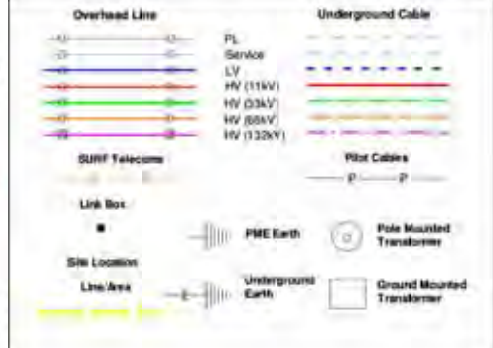 Overhead Line
Underground Cable
PL
Service
LV
HV (11kV)
HV (33kV)
HV (66kV)
HV (132kV)
SURF Telecoms
Pilot Cables
P P
Link Box
PME Earth
Pole Mounted
Transformer
Site Location
Line/Area
Underground
Earth
Ground Mounted
Transformer